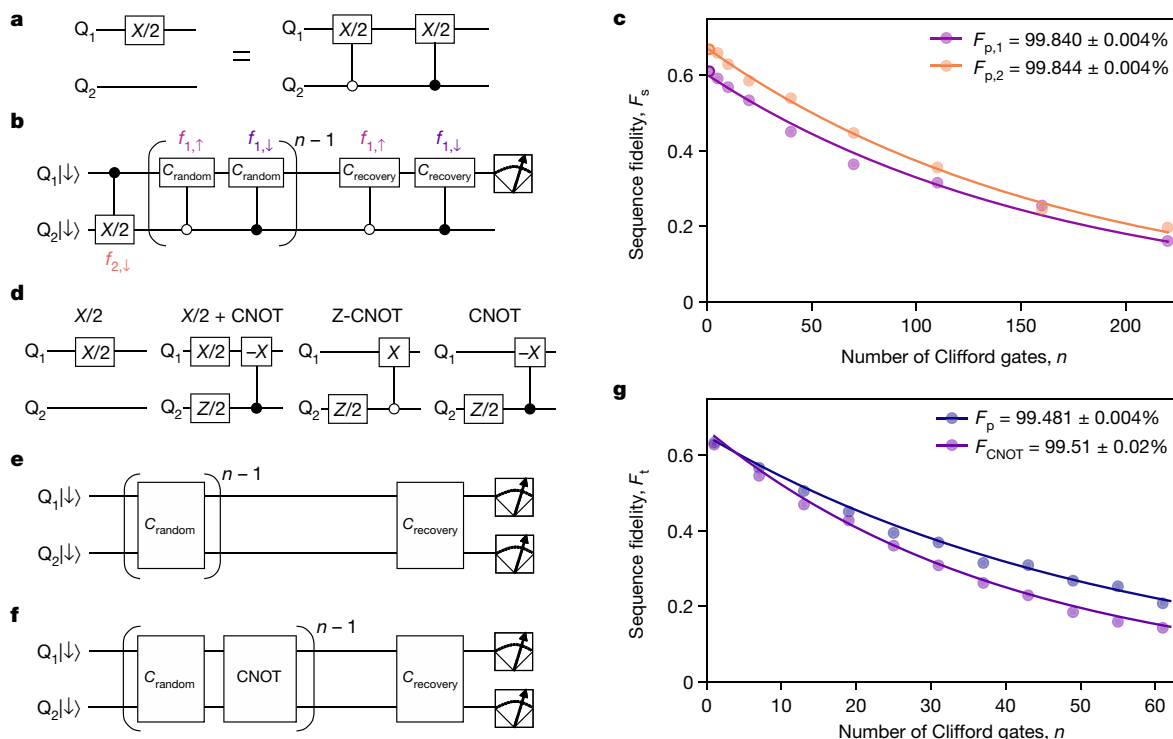 a
Q1 X/2 = X/2 X/2
Q2
b
f1,↑ f1,↓ n − 1 f1,↑ f1,↓
Q1|↓⟩ Crandom Crandom Crecovery Crecovery
Q2|↓⟩ X/2
f2,↓
d
X/2 X/2 + CNOT Z-CNOT CNOT
Q1 X/2 Q1 X/2 –X Q1 X Q1 –X
Q2 Q2 Z/2 Q2 Z/2 Q2 Z/2
e
n − 1
Q1|↓⟩
Crandom Crecovery
Q2|↓⟩
f
n − 1
Q1|↓⟩
Crandom CNOT Crecovery
Q2|↓⟩
c
Fp,1 = 99.840 ± 0.004%
Fp,2 = 99.844 ± 0.004%
Sequence fidelity, Fs
0.6
0.4
0.2
0
0 50 100 150 200
Number of Clifford gates, n
g
Fp = 99.481 ± 0.004%
FCNOT = 99.51 ± 0.02%
Sequence fidelity, Ft
0.6
0.4
0.2
0
0 10 20 30 40 50 60
Number of Clifford gates, n